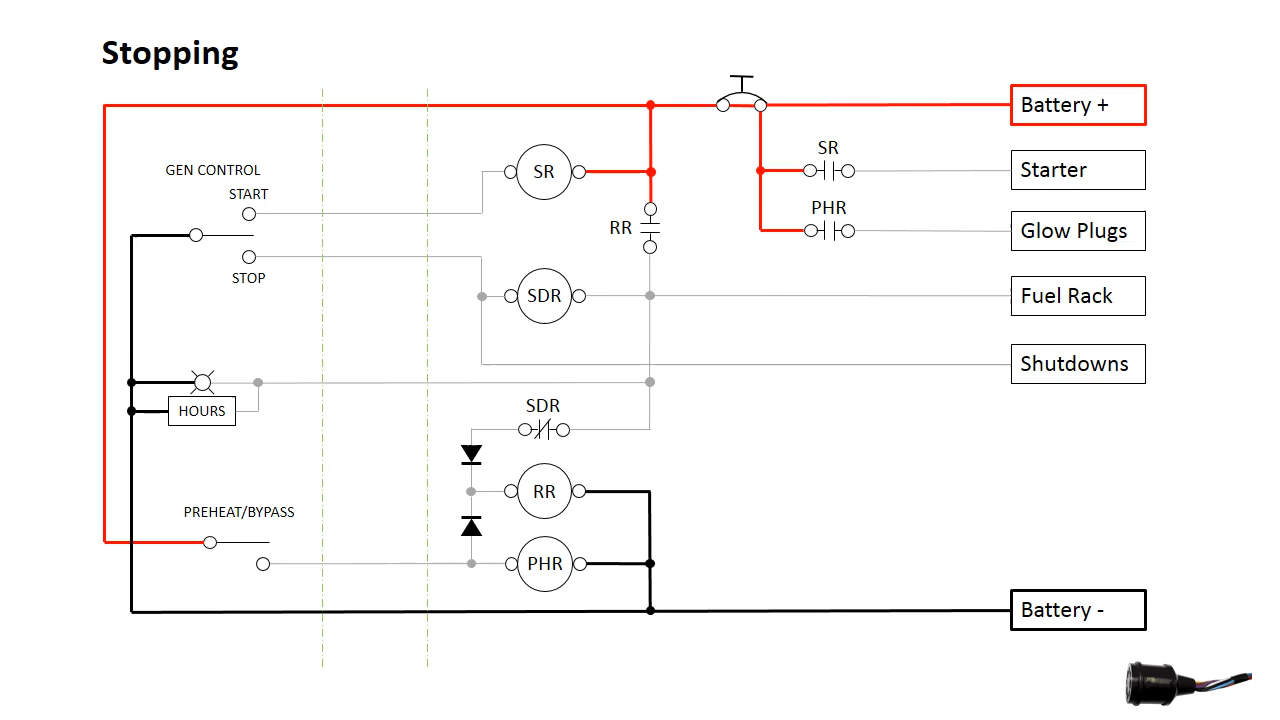 Stopping
Battery +
SR
GEN CONTROL
SR
Starter
START
PHR
RR
Glow Plugs
STOP
SDR
Fuel Rack
Shutdowns
HOURS
SDR
RR
PREHEAT/BYPASS
PHR
Battery -